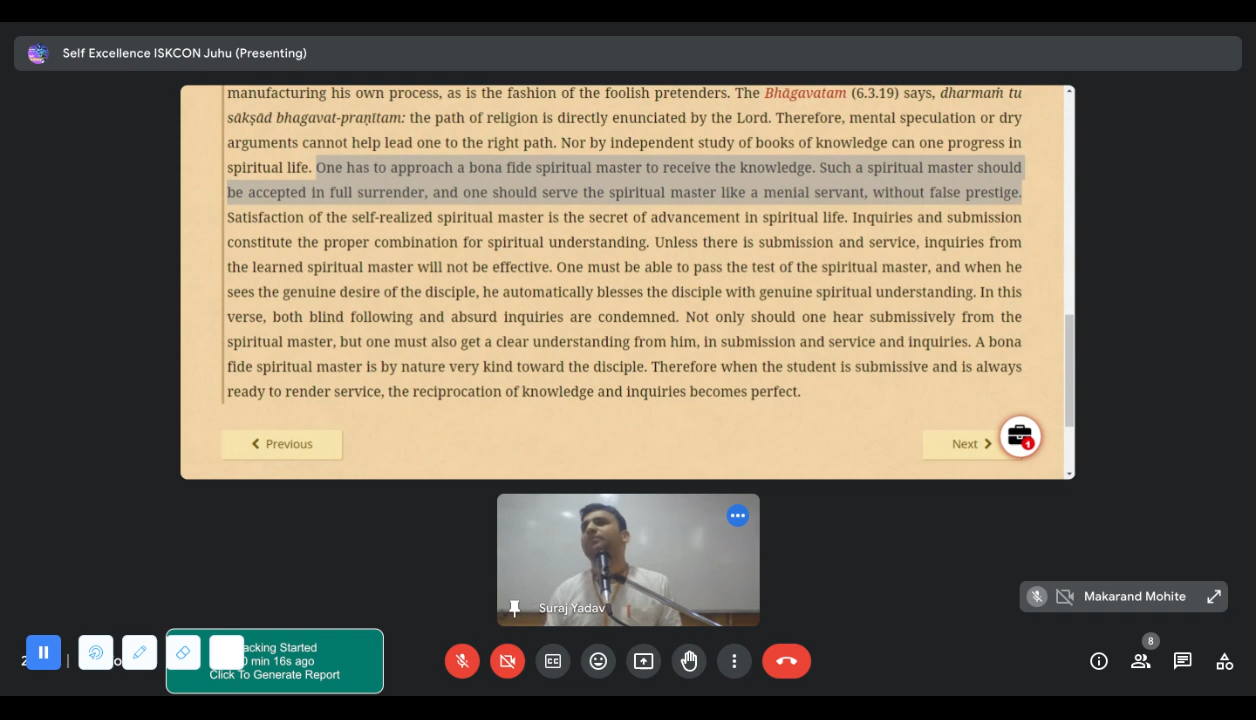 Self Excellence ISKCON Juhu (Presenting)
manufacturing his own process, as is the fashion of the foolish pretenders. The Bhāgavatam (6.3.19) says, dharmaṁ tu
sākṣād bhagavat-praṇītam: the path of religion is directly enunciated by the Lord. Therefore, mental speculation or dry
arguments cannot help lead one to the right path. Nor by independent study of books of knowledge can one progress in
spiritual life. One has to approach a bona fide spiritual master to receive the knowledge. Such a spiritual master should
be accepted in full surrender, and one should serve the spiritual master like a menial servant, without false prestige.
Satisfaction of the self-realized spiritual master is the secret of advancement in spiritual life. Inquiries and submission
constitute the proper combination for spiritual understanding. Unless there is submission and service, inquiries from
the learned spiritual master will not be effective. One must be able to pass the test of the spiritual master, and when he
sees the genuine desire of the disciple, he automatically blesses the disciple with genuine spiritual understanding. In this
verse, both blind following and absurd inquiries are condemned. Not only should one hear submissively from the
spiritual master, but one must also get a clear understanding from him, in submission and service and inquiries. A bona
fide spiritual master is by nature very kind toward the disciple. Therefore when the student is submissive and is always
ready to render service, the reciprocation of knowledge and inquiries becomes perfect.
Previous
Next
1
Suraj Yadav
Makarand Mohite
acking Started
0 min 16s ago
Click To Generate Report
CC
8